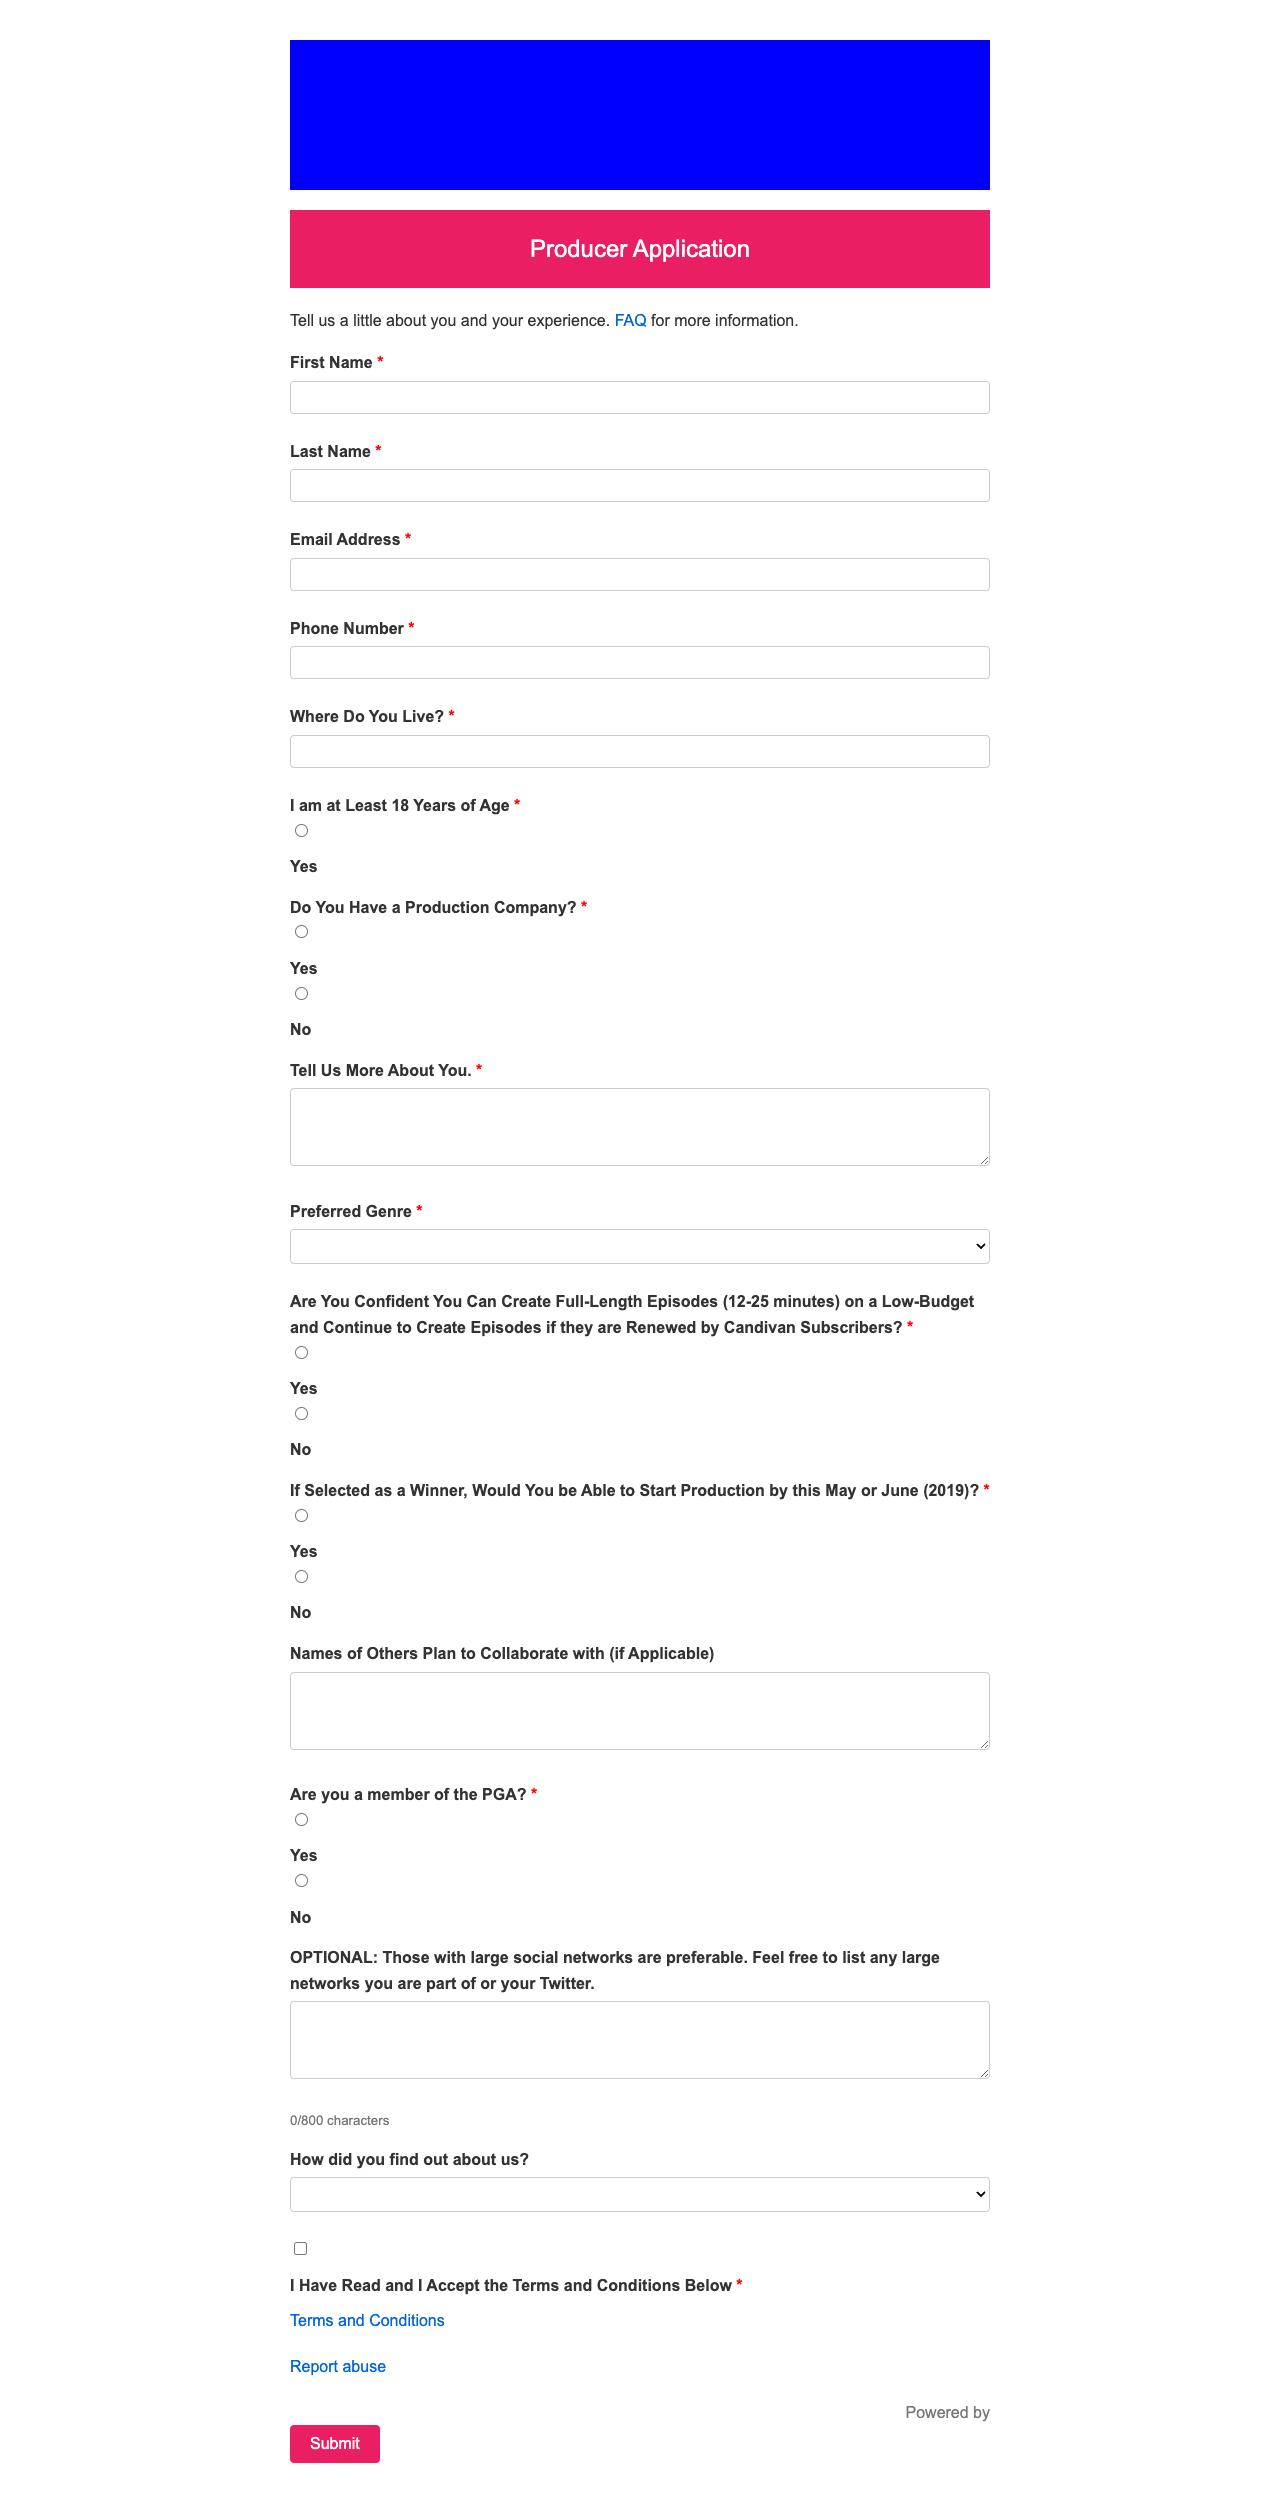 Producer Application
Tell us a little about you and your experience. FAQ for more information.
First Name *
Last Name *
Email Address *
Phone Number *
Where Do You Live? *
I am at Least 18 Years of Age *
Yes
Do You Have a Production Company? *
Yes
No
Tell Us More About You. *
Preferred Genre *
Are You Confident You Can Create Full-Length Episodes (12-25 minutes) on a Low-Budget
and Continue to Create Episodes if they are Renewed by Candivan Subscribers? *
Yes
No
If Selected as a Winner, Would You be Able to Start Production by this May or June (2019)? *
Yes
No
Names of Others Plan to Collaborate with (if Applicable)
Are you a member of the PGA? *
Yes
No
OPTIONAL: Those with large social networks are preferable. Feel free to list any large
networks you are part of or your Twitter.
0/800 characters
How did you find out about us?
I Have Read and I Accept the Terms and Conditions Below *
Terms and Conditions
Report abuse
Powered by
Submit